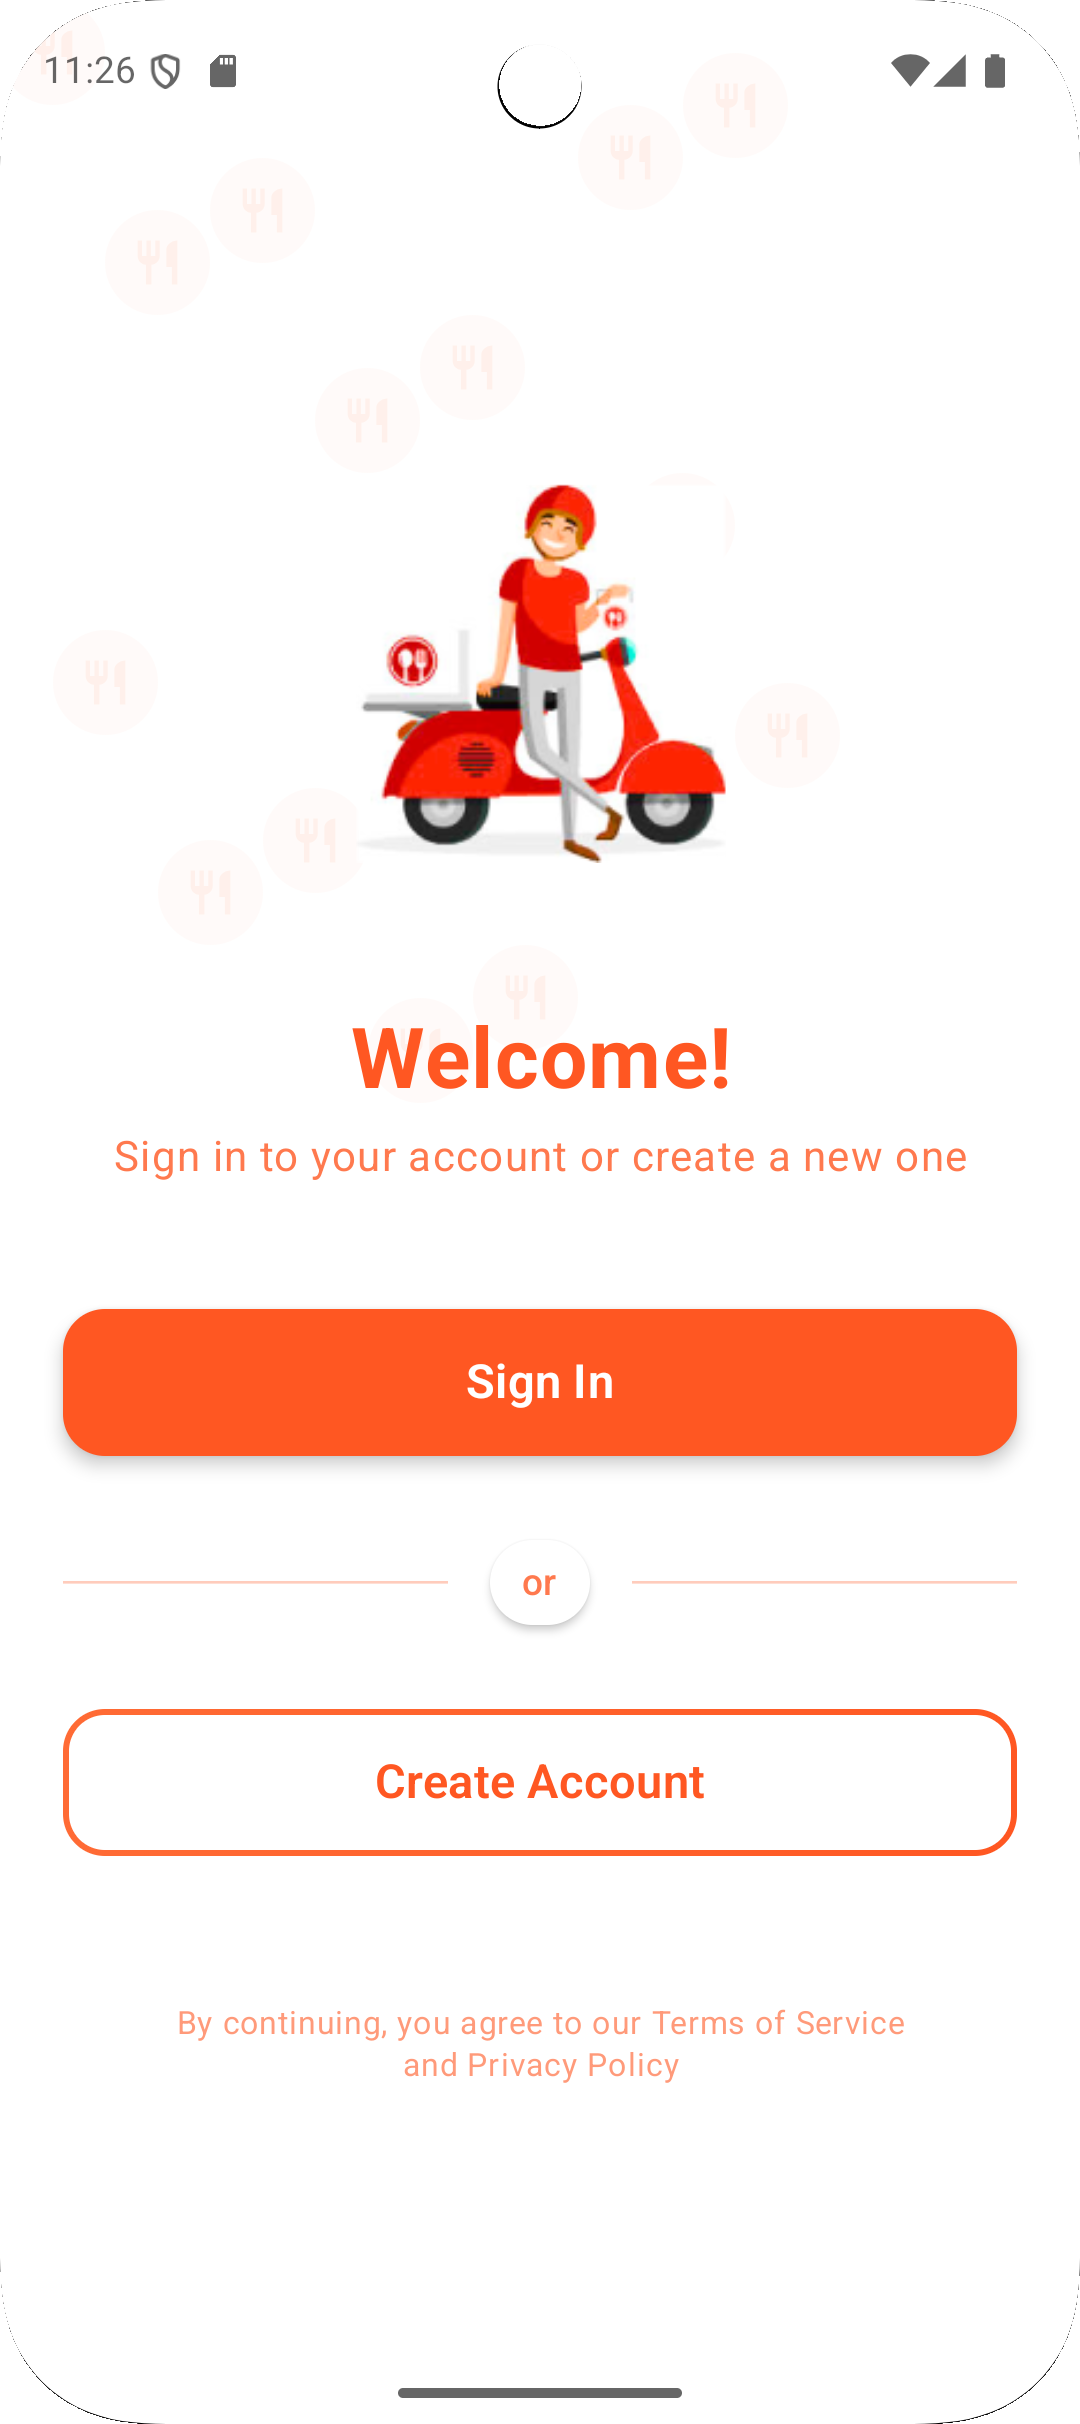 11:26
Welcome!
Sign in to your account or create a new one
Sign In
or
Create Account
By continuing, you agree to our Terms of Service
and Privacy Policy